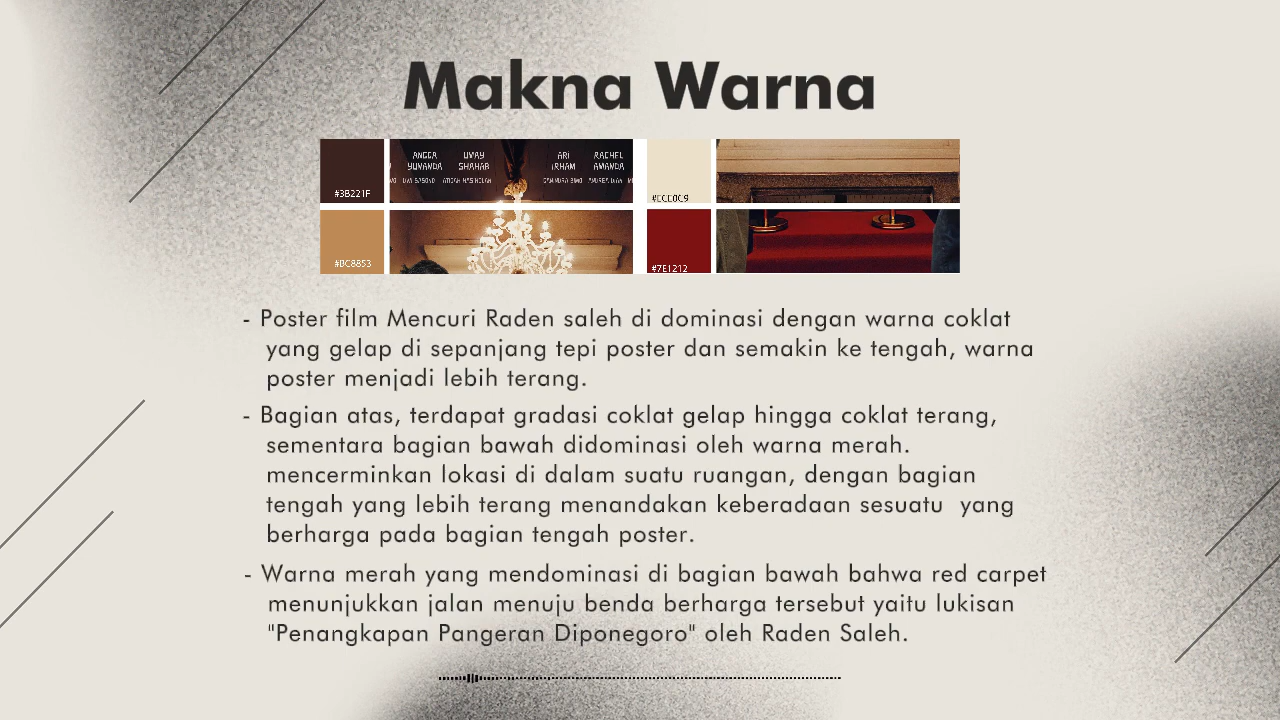 Makna Warna
#3B221F
ANGGA UMAY ARI RACHEL
YUNANDA SHAHAB IRHAM AMANDA
#BC8853
#7E1212
- Poster film Mencuri Raden saleh di dominasi dengan warna coklat
yang gelap di sepanjang tepi poster dan semakin ke tengah, warna
poster menjadi lebih terang.
- Bagian atas, terdapat gradasi coklat gelap hingga coklat terang,
sementara bagian bawah didominasi oleh warna merah.
mencerminkan lokasi di dalam suatu ruangan, dengan bagian
tengah yang lebih terang menandakan keberadaan sesuatu yang
berharga pada bagian tengah poster.
- Warna merah yang mendominasi di bagian bawah bahwa red carpet
menunjukkan jalan menuju benda berharga tersebut yaitu lukisan
"Penangkapan Pangeran Diponegoro" oleh Raden Saleh.